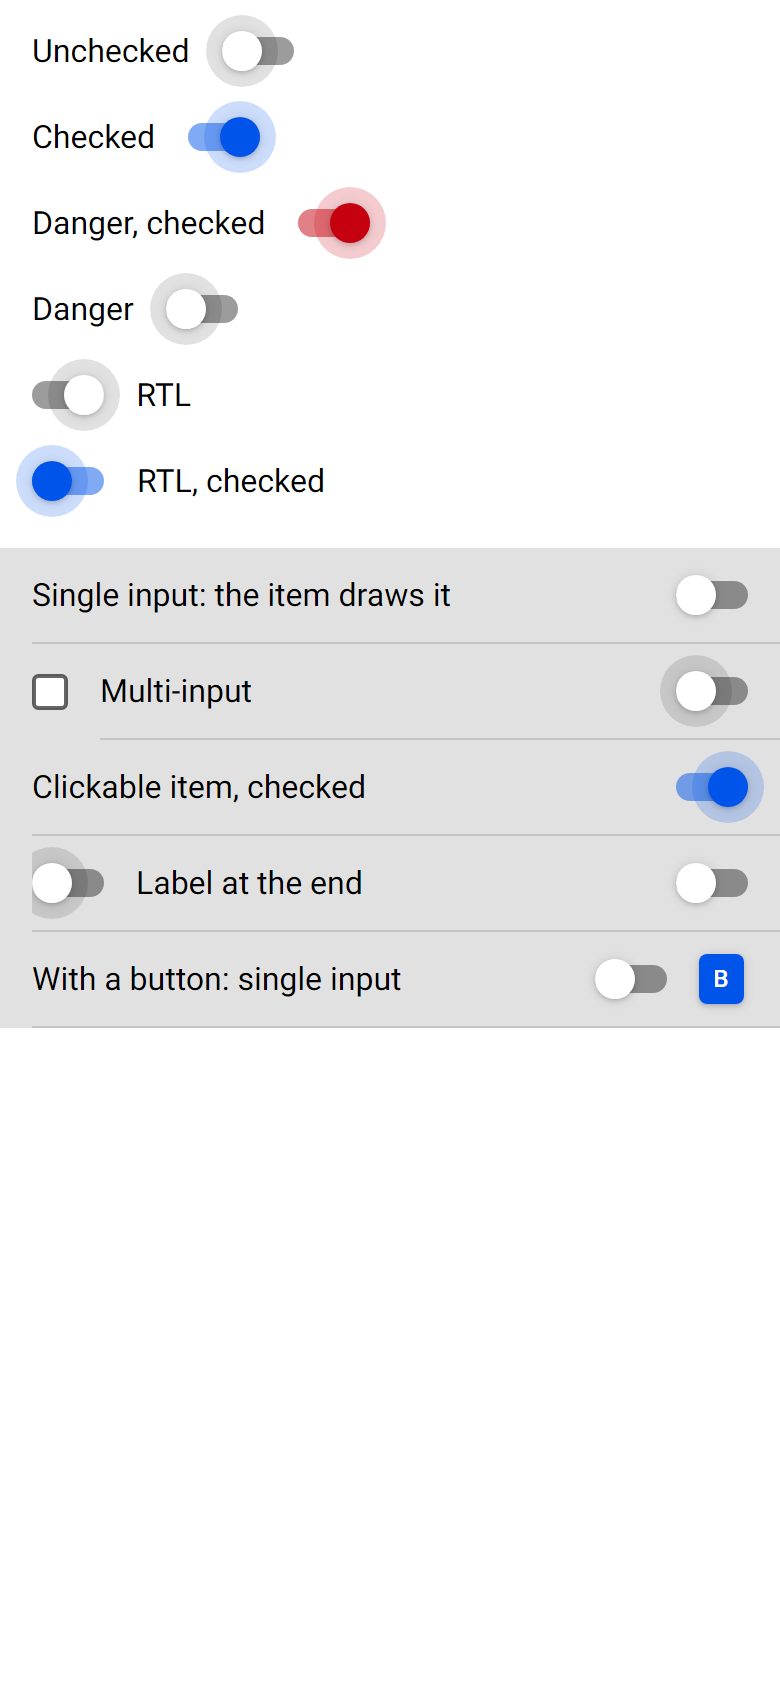 Unchecked
Checked
Danger, checked
Danger
RTL
RTL, checked
Single input: the item draws it
Multi-input
Clickable item, checked
Label at the end
With a button: single input B